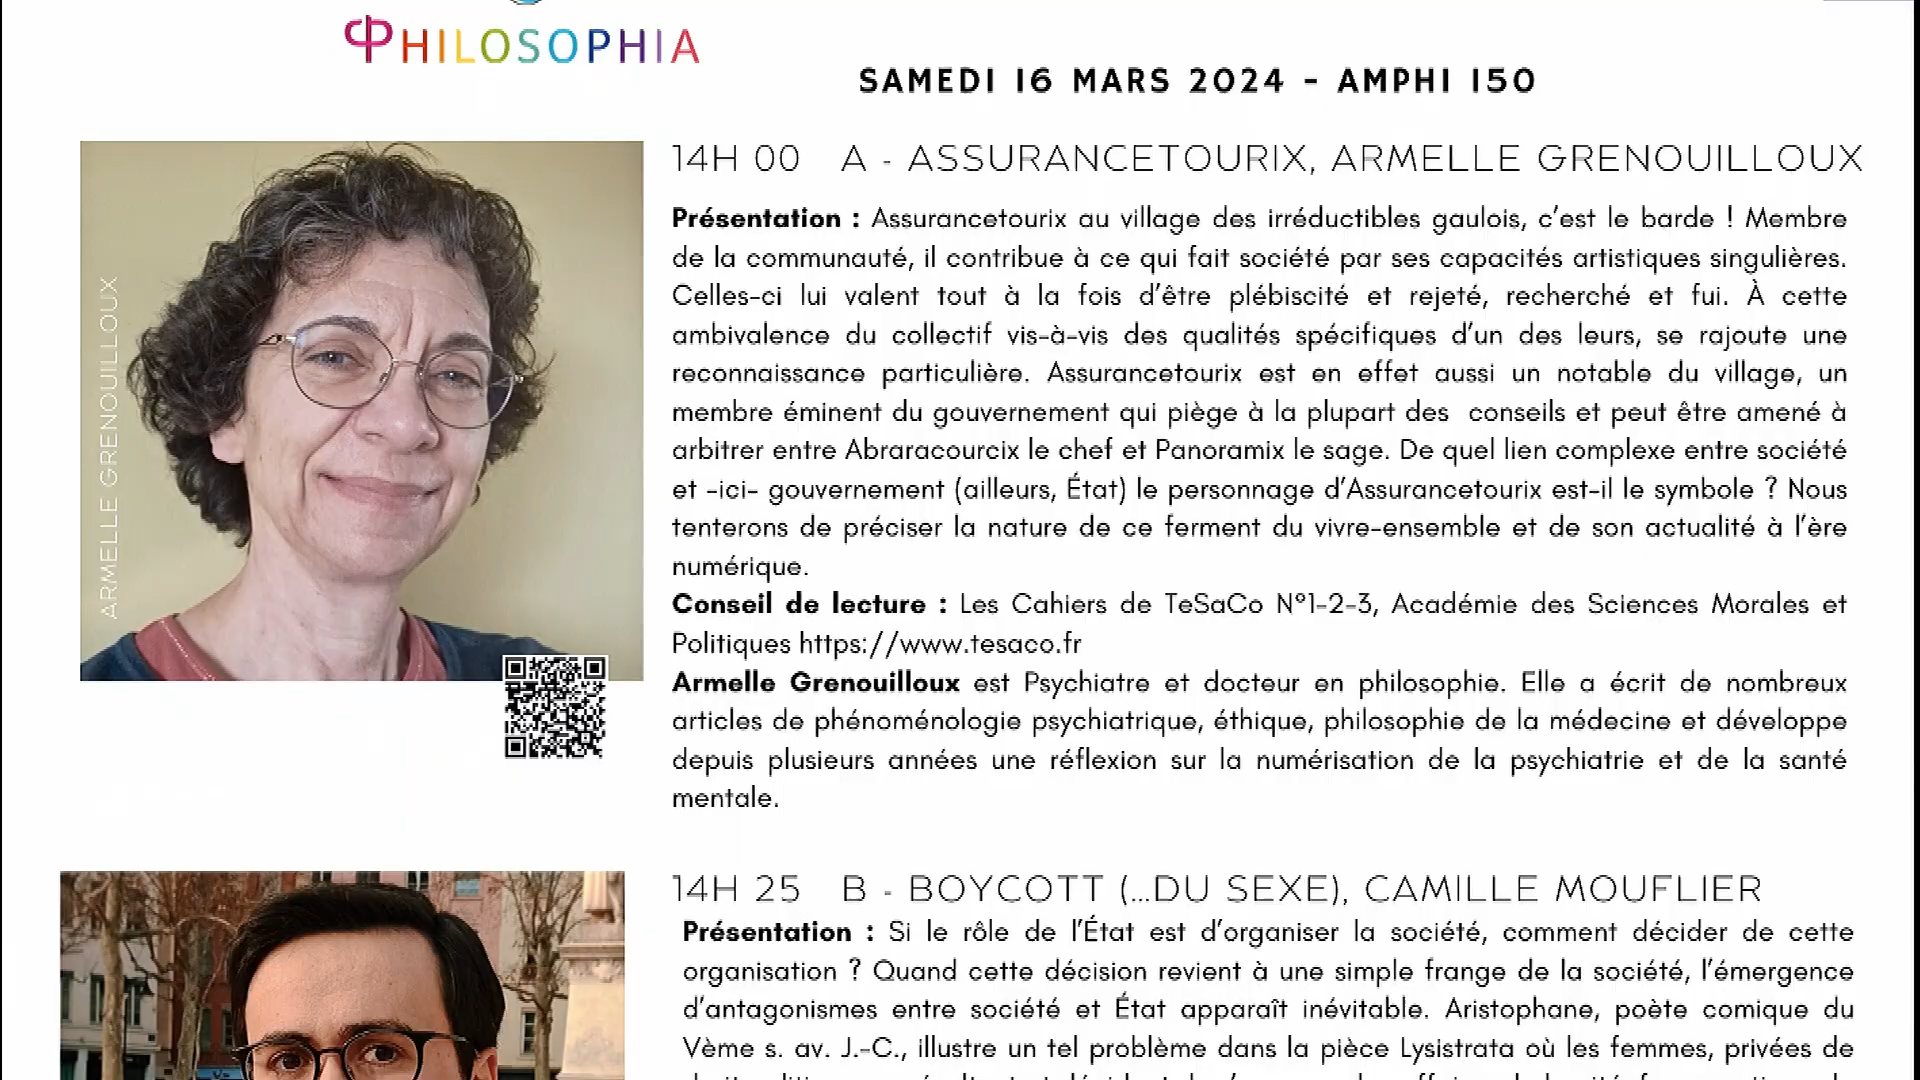 PHILOSOPHIA
SAMEDI 16 MARS 2024 - AMPHI 150
14H 00 A - ASSURANCETOURIX, ARMELLE GRENOUILLOUX
ARMELLE GRENOUILLOUX
Présentation : Assurancetourix au village des irréductibles gaulois, c’est le barde ! Membre
de la communauté, il contribue à ce qui fait société par ses capacités artistiques singulières.
Celles-ci lui valent tout à la fois d’être plébiscité et rejeté, recherché et fui. À cette
ambivalence du collectif vis-à-vis des qualités spécifiques d’un des leurs, se rajoute une
reconnaissance particulière. Assurancetourix est en effet aussi un notable du village, un
membre éminent du gouvernement qui piège à la plupart des conseils et peut être amené à
arbitrer entre Abraracourcix le chef et Panoramix le sage. De quel lien complexe entre société
et -ici- gouvernement (ailleurs, État) le personnage d’Assurancetourix est-il le symbole ? Nous
tenterons de préciser la nature de ce ferment du vivre-ensemble et de son actualité à l’ère
numérique.
Conseil de lecture : Les Cahiers de TeSaCo N°1-2-3, Académie des Sciences Morales et
Politiques https://www.tesaco.fr
Armelle Grenouilloux est Psychiatre et docteur en philosophie. Elle a écrit de nombreux
articles de phénoménologie psychiatrique, éthique, philosophie de la médecine et développe
depuis plusieurs années une réflexion sur la numérisation de la psychiatrie et de la santé
mentale.
14H 25 B - BOYCOTT (...DU SEXE), CAMILLE MOUFLIER
Présentation : Si le rôle de l’État est d’organiser la société, comment décider de cette
organisation ? Quand cette décision revient à une simple frange de la société, l’émergence
d’antagonismes entre société et État apparaît inévitable. Aristophane, poète comique du
Vème s. av. J.-C., illustre un tel problème dans la pièce Lysistrata où les femmes, privées de